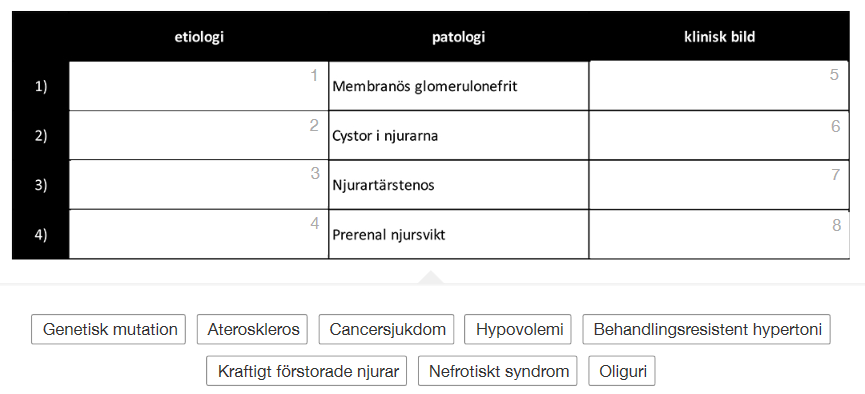 etiologi patologi klinisk bild
1) 1 Membranös glomerulonefrit 5
2) 2 Cystor i njurarna 6
3) 3 Njurartärstenos 7
4) 4 Prerenal njursvikt 8
Genetisk mutation Ateroskleros Cancersjukdom Hypovolemi Behandlingsresistent hypertoni
Kraftigt förstorade njurar Nefrotiskt syndrom Oliguri